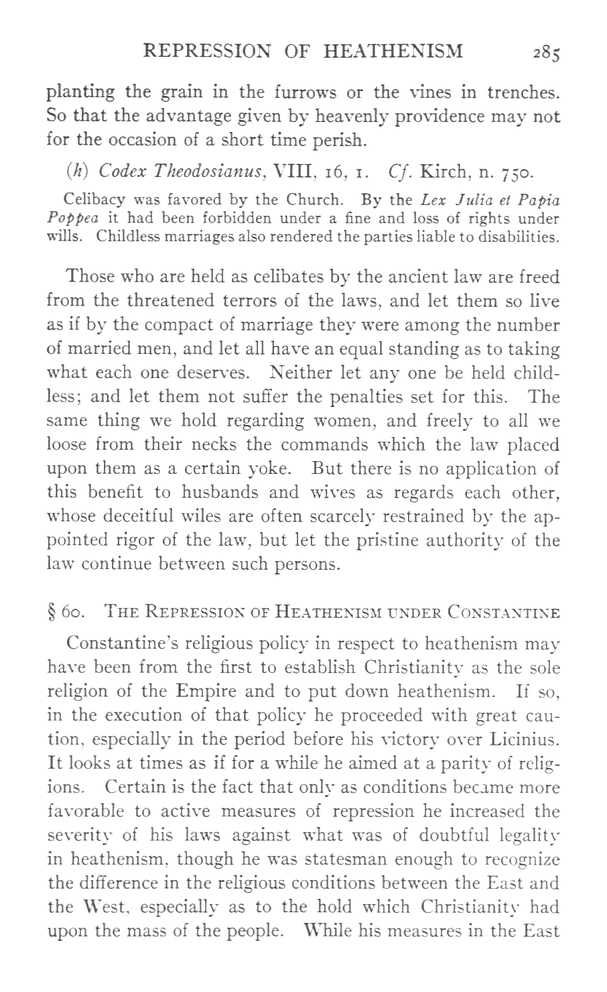 REPRESSION OF HEATHENISM 285
planting the grain in the furrows or the vines in trenches.
So that the advantage given by heavenly providence may not
for the occasion of a short time perish.
(h) Codex Theodosianus, VIII, 16, 1. Cf. Kirch, n. 750.
Celibacy was favored by the Church. By the Lex Julia et Papia
Poppea it had been forbidden under a fine and loss of rights under
wills. Childless marriages also rendered the parties liable to disabilities.
Those who are held as celibates by the ancient law are freed
from the threatened terrors of the laws, and let them so live
as if by the compact of marriage they were among the number
of married men, and let all have an equal standing as to taking
what each one deserves. Neither let any one be held child-
less; and let them not suffer the penalties set for this. The
same thing we hold regarding women, and freely to all we
loose from their necks the commands which the law placed
upon them as a certain yoke. But there is no application of
this benefit to husbands and wives as regards each other,
whose deceitful wiles are often scarcely restrained by the ap-
pointed rigor of the law, but let the pristine authority of the
law continue between such persons.
§ 60. THE REPRESSION OF HEATHENISM UNDER CONSTANTINE
Constantine's religious policy in respect to heathenism may
have been from the first to establish Christianity as the sole
religion of the Empire and to put down heathenism. If so,
in the execution of that policy he proceeded with great cau-
tion, especially in the period before his victory over Licinius.
It looks at times as if for a while he aimed at a parity of relig-
ions. Certain is the fact that only as conditions became more
favorable to active measures of repression he increased the
severity of his laws against what was of doubtful legality
in heathenism, though he was statesman enough to recognize
the difference in the religious conditions between the East and
the West, especially as to the hold which Christianity had
upon the mass of the people. While his measures in the East